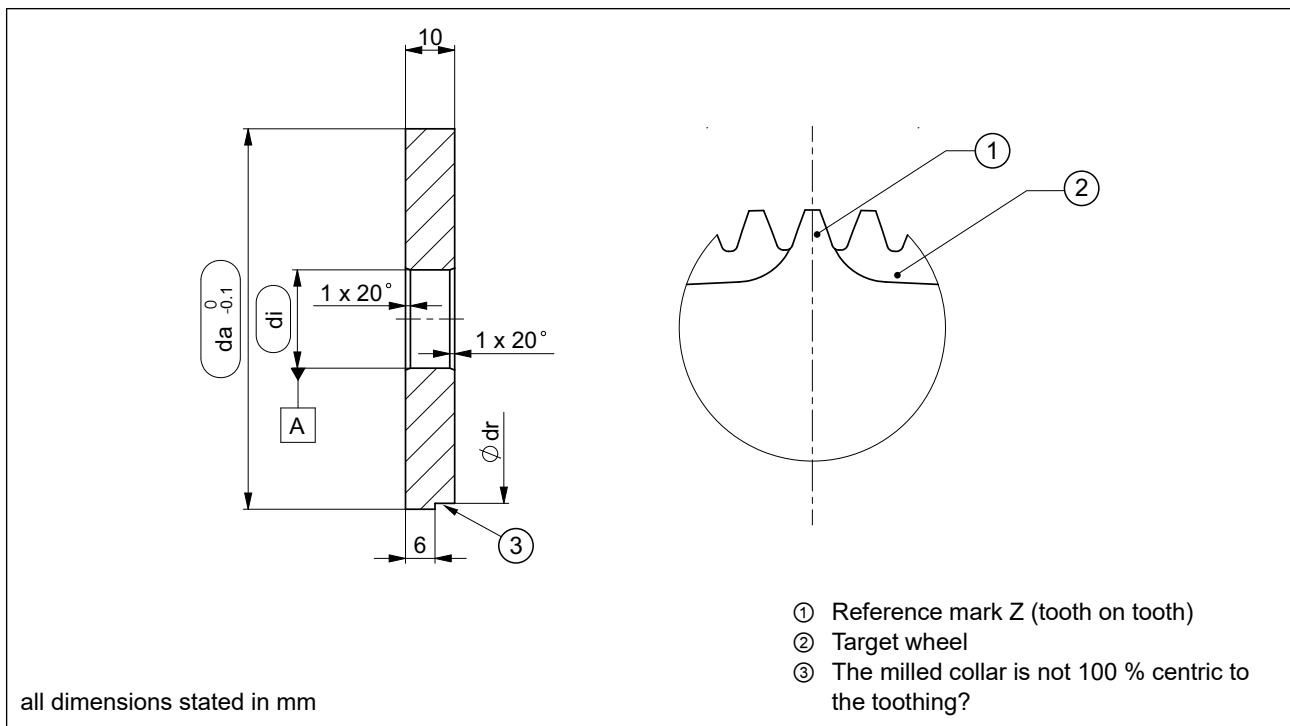 10
1
2
da 0 -0.1
di
1 x 20°
1 x 20°
A
⌀ dr
6
3
① Reference mark Z (tooth on tooth)
② Target wheel
③ The milled collar is not 100 % centric to
the toothing?
all dimensions stated in mm